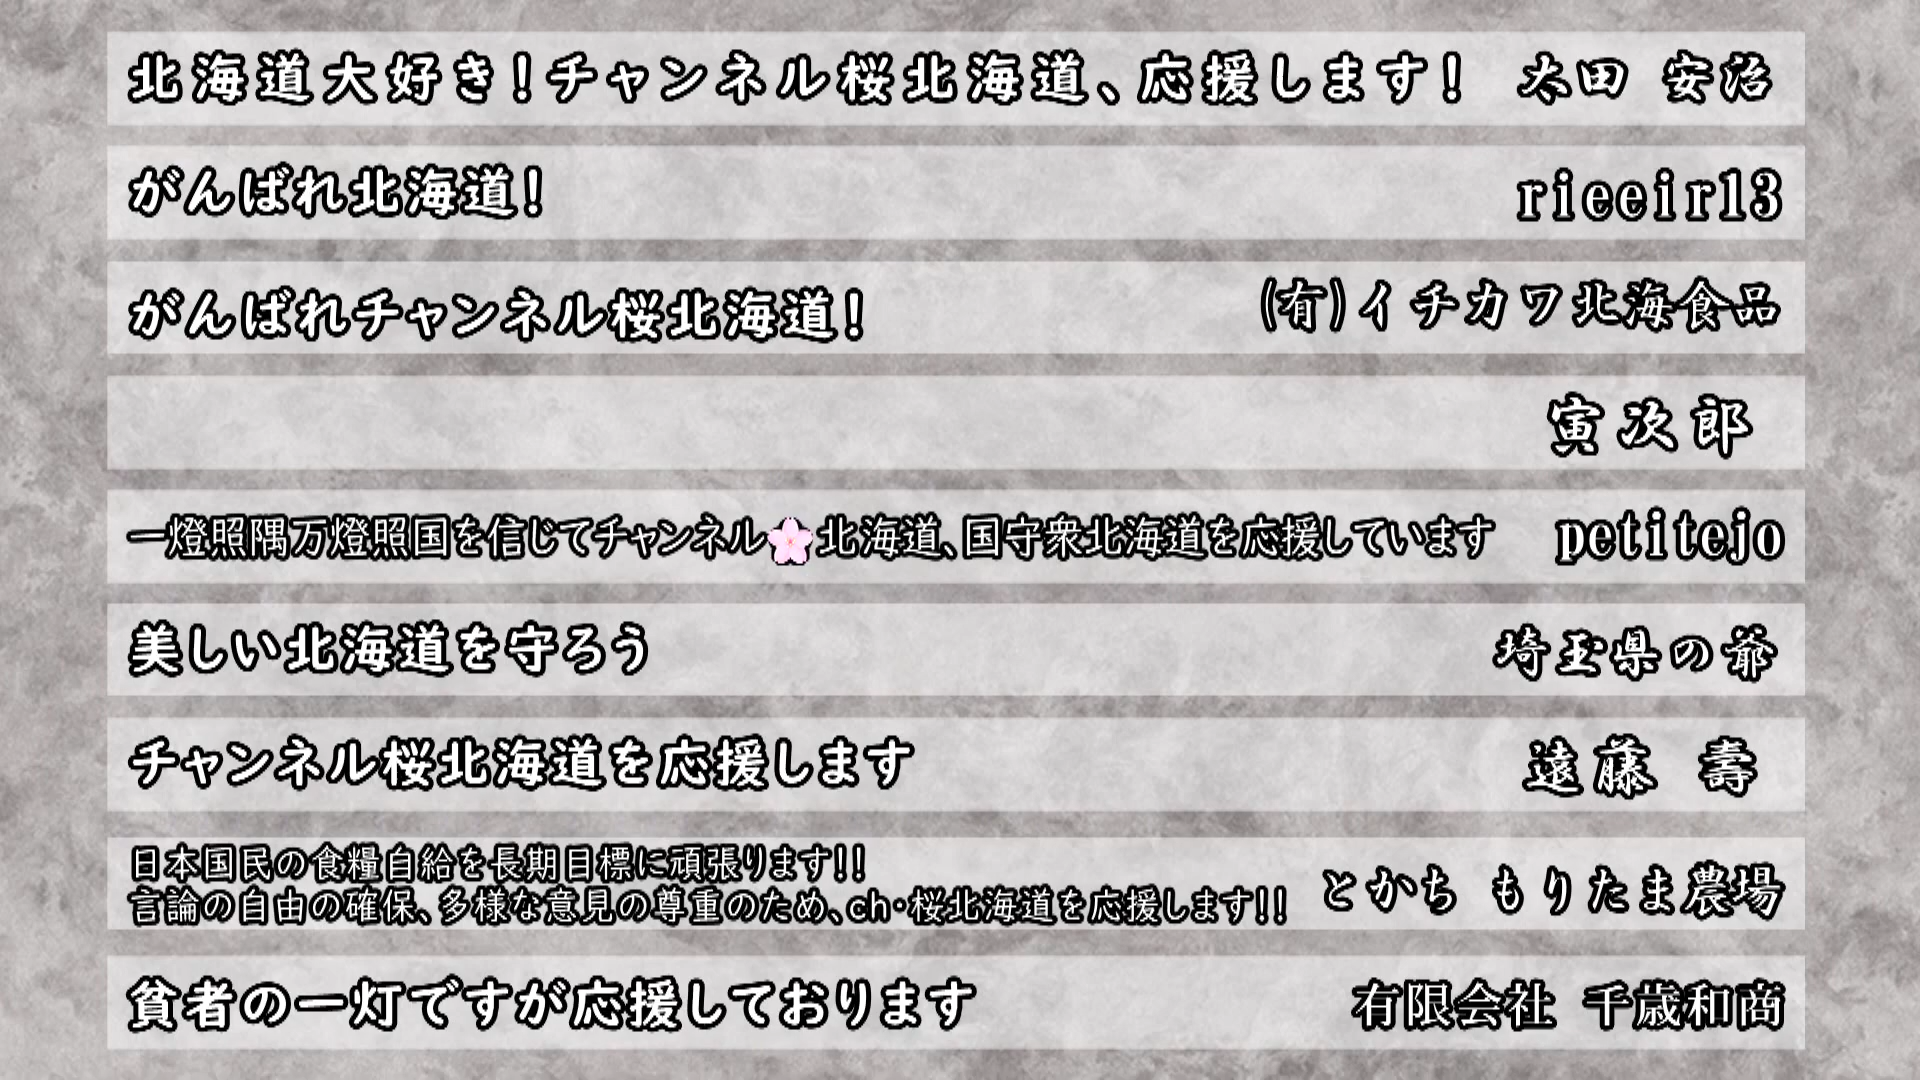 北海道大好き!チャンネル桜北海道、応援します! 太田 安治
がんばれ北海道! rieeir13
がんばれチャンネル桜北海道! (有)イチカワ北海食品
寅次郎
一燈照隅万燈照国を信じてチャンネル🌸北海道、国守衆北海道を応援しています petitejo
美しい北海道を守ろう 埼玉県の爺
チャンネル桜北海道を応援します 遠藤 壽
日本国民の食糧自給を長期目標に頑張ります!!
言論の自由の確保、多様な意見の尊重のため、ch・桜北海道を応援します!! とかち もりたま農場
貧者の一灯ですが応援しております 有限会社 千歳和商